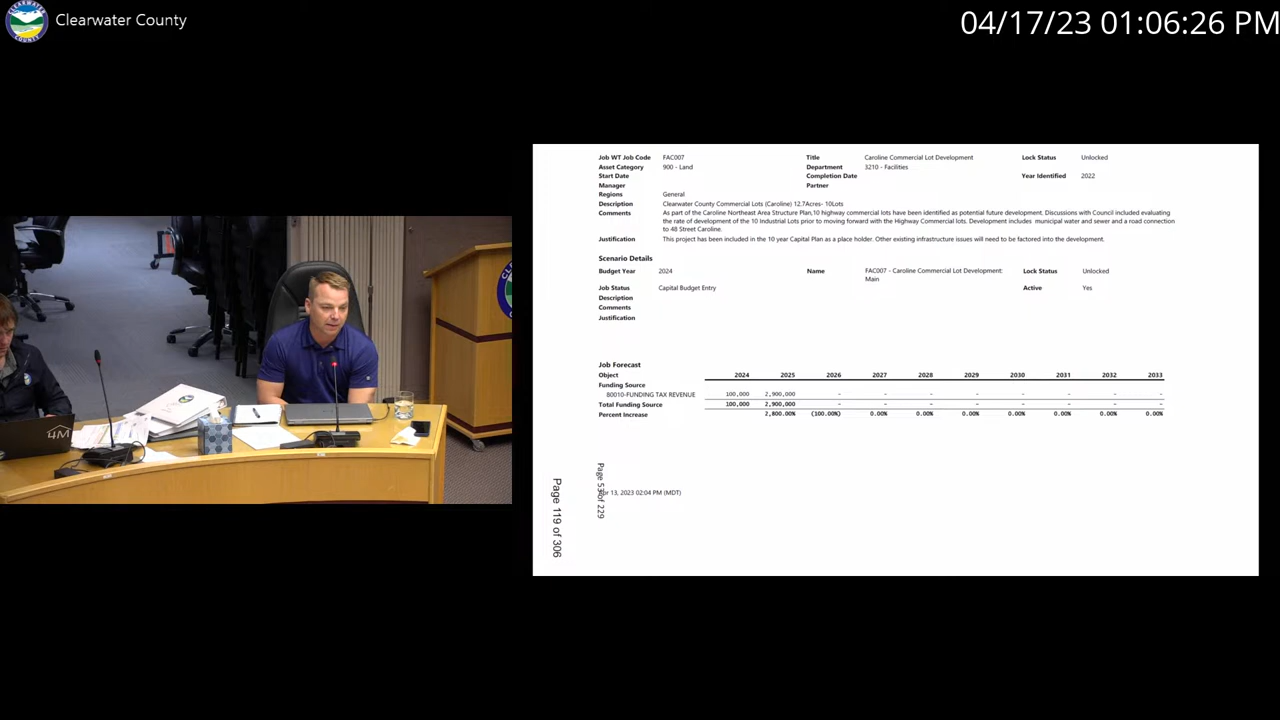 Clearwater County
04/17/23 01:06:26 PM
Job WT Job Code FAC007 Title Caroline Commercial Lot Development Lock Status Unlocked
Asset Category 900 - Land Department 3210 - Facilities
Start Date Completion Date Year Identified 2022
Manager Partner
Regions General
Description Clearwater County Commercial Lots (Caroline) 12.7Acres- 10Lots
Comments As part of the Caroline Northeast Area Structure Plan,10 highway commercial lots have been identified as potential future development. Discussions with Council included evaluating
the rate of development of the 10 Industrial Lots prior to moving forward with the Highway Commercial lots. Development includes municipal water and sewer and a road connection
to 48 Street Caroline.
Justification This project has been included in the 10 year Capital Plan as a place holder. Other existing infrastructure issues will need to be factored into the development.
Scenario Details
Budget Year 2024 Name FAC007 - Caroline Commercial Lot Development: Lock Status Unlocked
Main
Job Status Capital Budget Entry Active Yes
Description
Comments
Justification
Job Forecast
Object 2024 2025 2026 2027 2028 2029 2030 2031 2032 2033
Funding Source
80010-FUNDING TAX REVENUE 100,000 2,900,000 - - - - - - - -
Total Funding Source 100,000 2,900,000 - - - - - - - -
Percent Increase 2,800.00% (100.00%) 0.00% 0.00% 0.00% 0.00% 0.00% 0.00% 0.00%
Apr 13, 2023 02:04 PM (MDT)
Page 53 of 229
Page 119 of 306